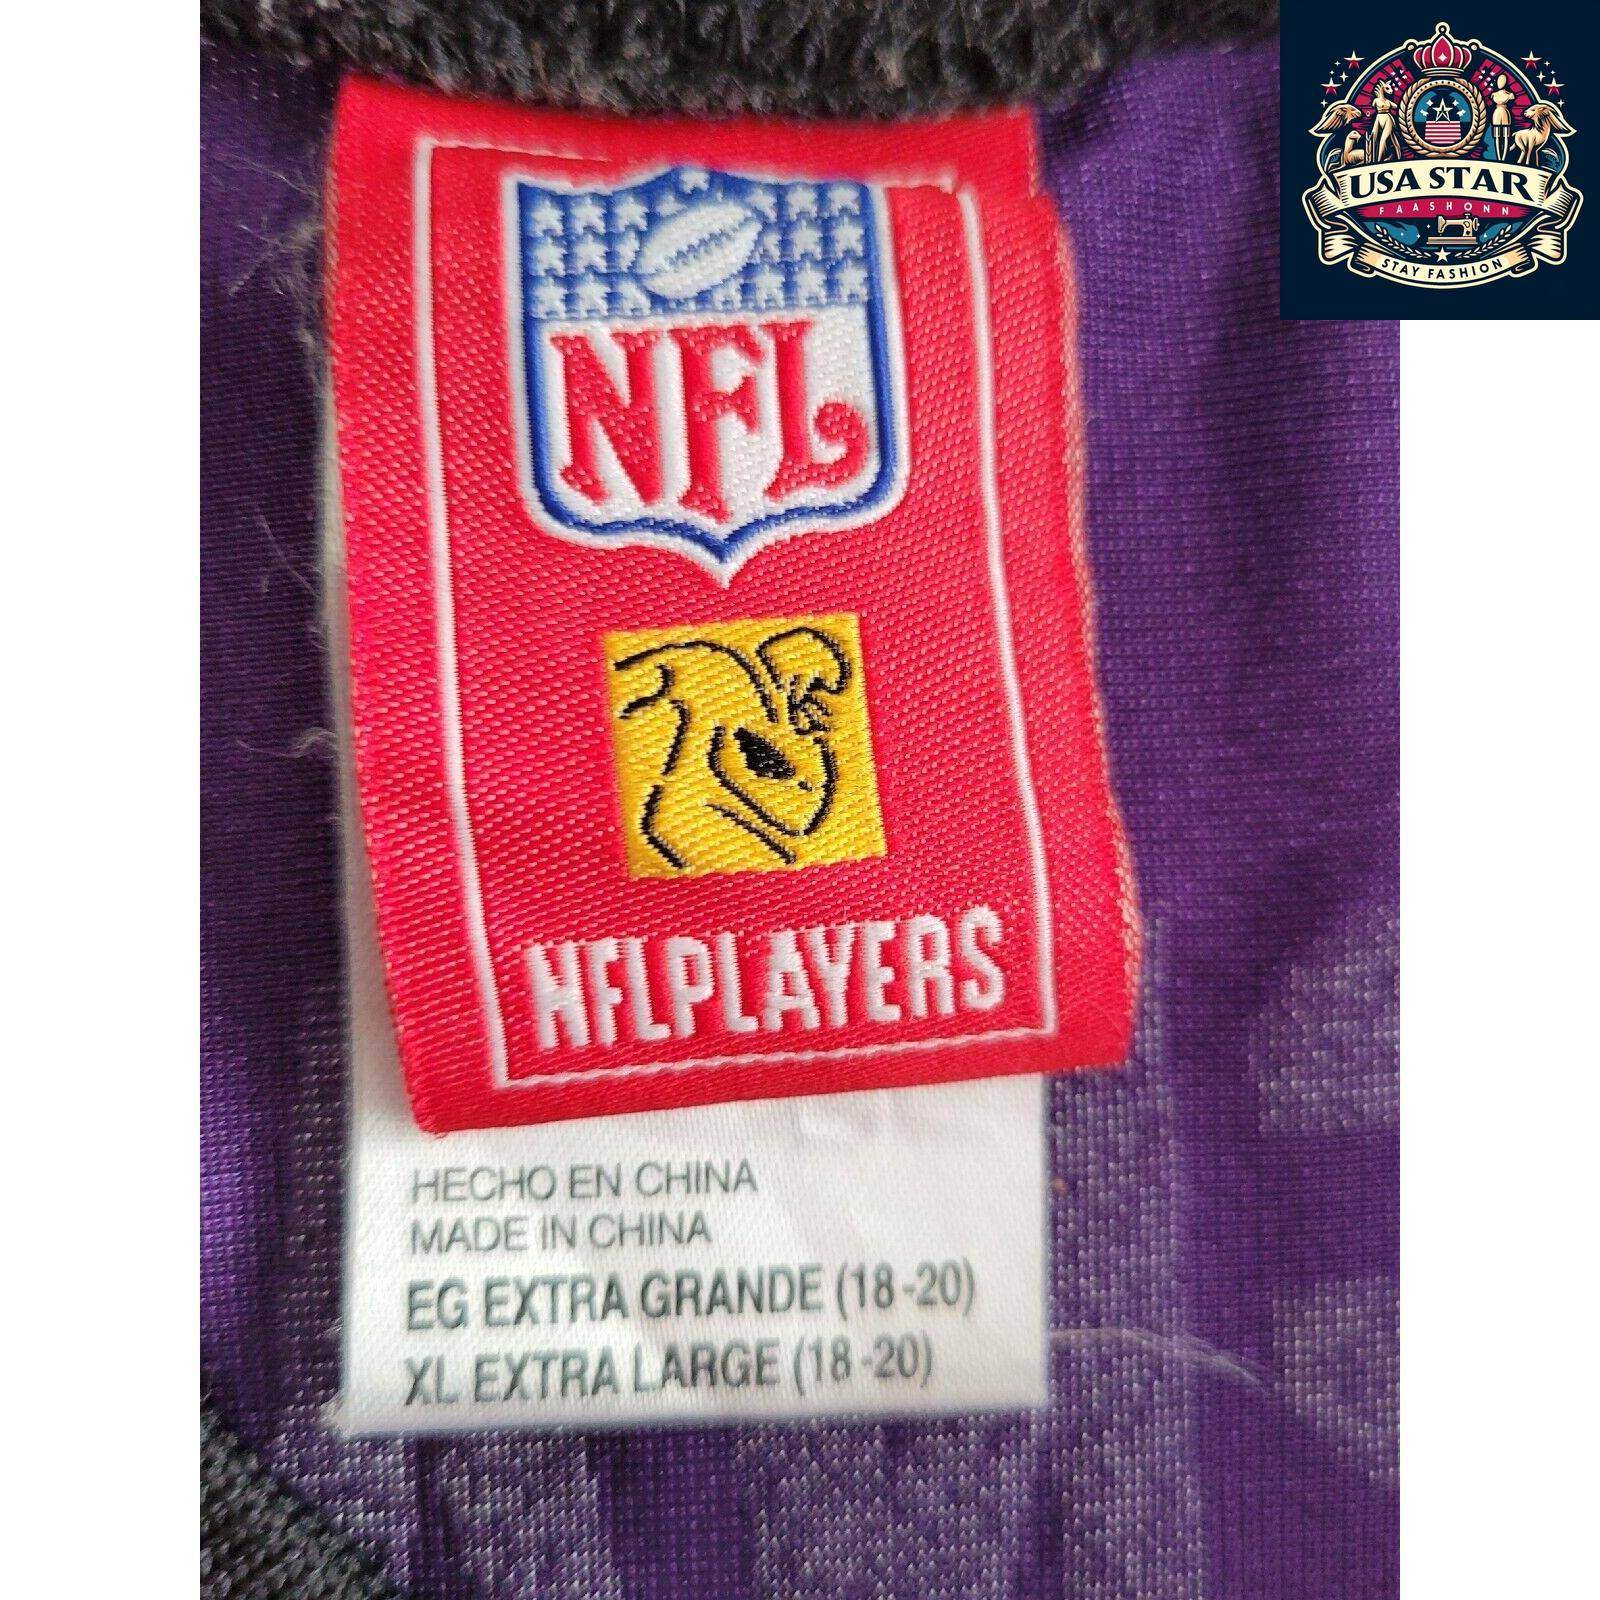 USA STAR
FAASHONN
STAY FASHION
NFL
NFLPLAYERS
HECHO EN CHINA
MADE IN CHINA
EG EXTRA GRANDE (18-20)
XL EXTRA LARGE (18-20)